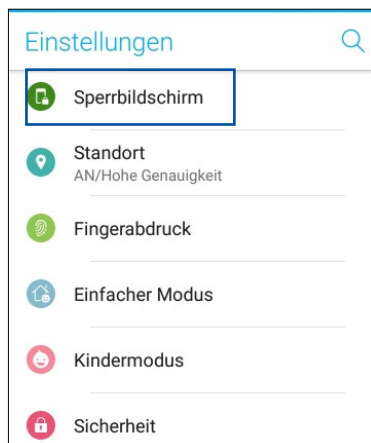 Einstellungen
Sperrbildschirm
Standort
AN/Hohe Genauigkeit
Fingerabdruck
Einfacher Modus
Kindermodus
Sicherheit